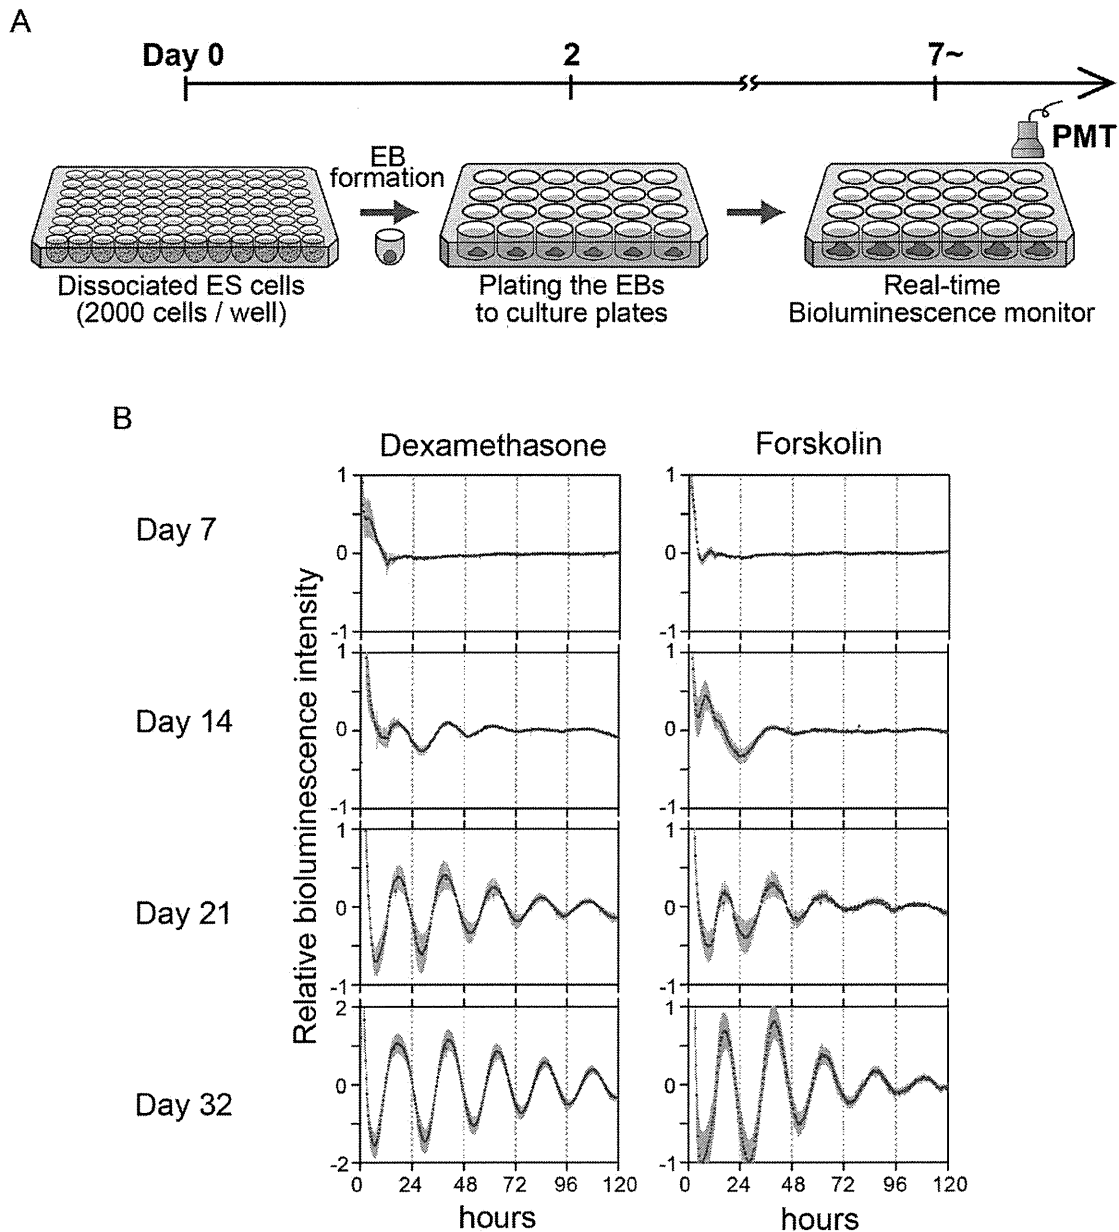 A
Day 0 2 7~
PMT
EB
formation
Dissociated ES cells
(2000 cells / well)
Plating the EBs
to culture plates
Real-time
Bioluminescence monitor
B
Dexamethasone Forskolin
Relative bioluminescence intensity
Day 7
1 1
0 0
-1 -1
Day 14
1 1
0 0
-1 -1
Day 21
1 1
0 0
-1 -1
Day 32
2 1
0 0
-2 -1
0 24 48 72 96 120 0 24 48 72 96 120
hours hours